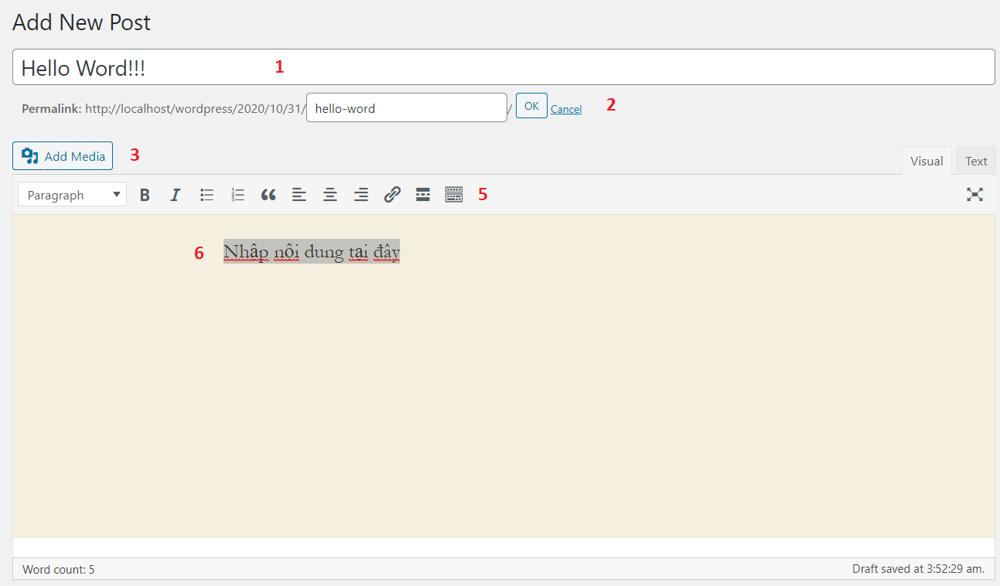 Add New Post
Hello Word!!! 1
Permalink: http://localhost/wordpress/2020/10/31/ hello-word / OK Cancel 2
Add Media 3
Visual Text
Paragraph B I 5
6 Nhập nội dung tại đây
Word count: 5 Draft saved at 3:52:29 am.